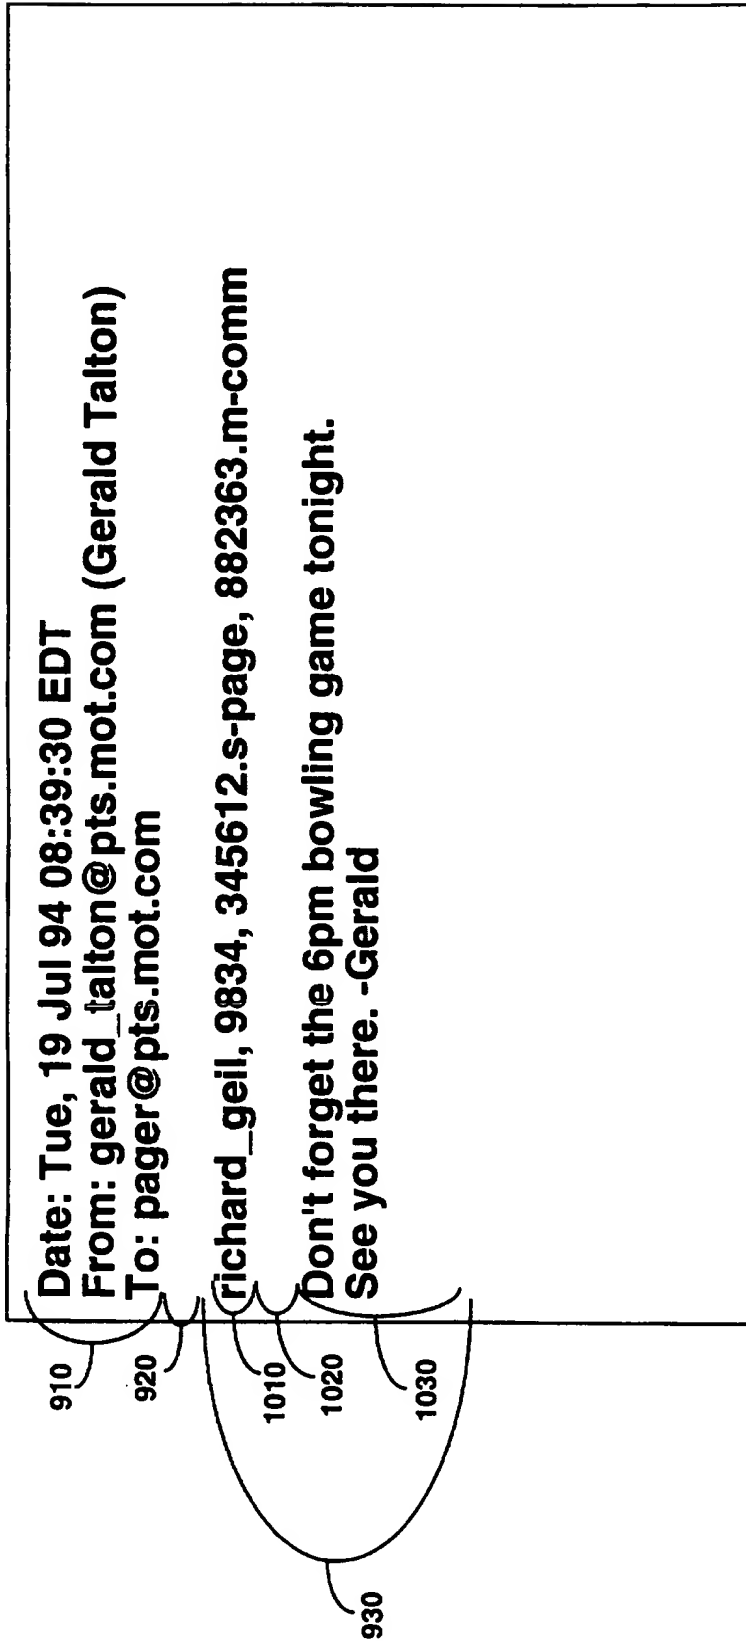 Date: Tue, 19 Jul 94 08:39:30 EDT
From: gerald_talton@pts.mot.com (Gerald Talton)
To: pager@pts.mot.com
richard_geil, 9834, 345612.s-page, 882363.m-comm
Don't forget the 6pm bowling game tonight.
See you there. -Gerald
910
920
1010
1020
1030
930